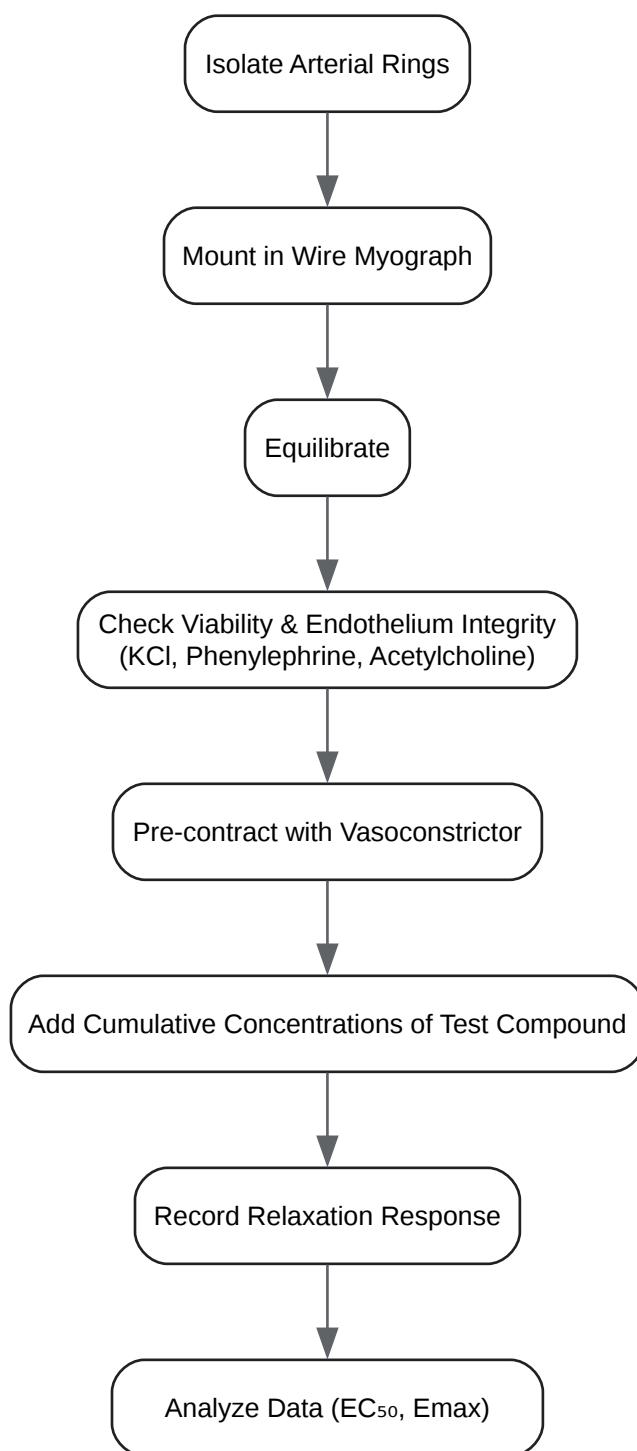 Isolate Arterial Rings
Mount in Wire Myograph
Equilibrate
Check Viability & Endothelium Integrity
(KCl, Phenylephrine, Acetylcholine)
Pre-contract with Vasoconstrictor
Add Cumulative Concentrations of Test Compound
Record Relaxation Response
Analyze Data (EC₅₀, Emax)